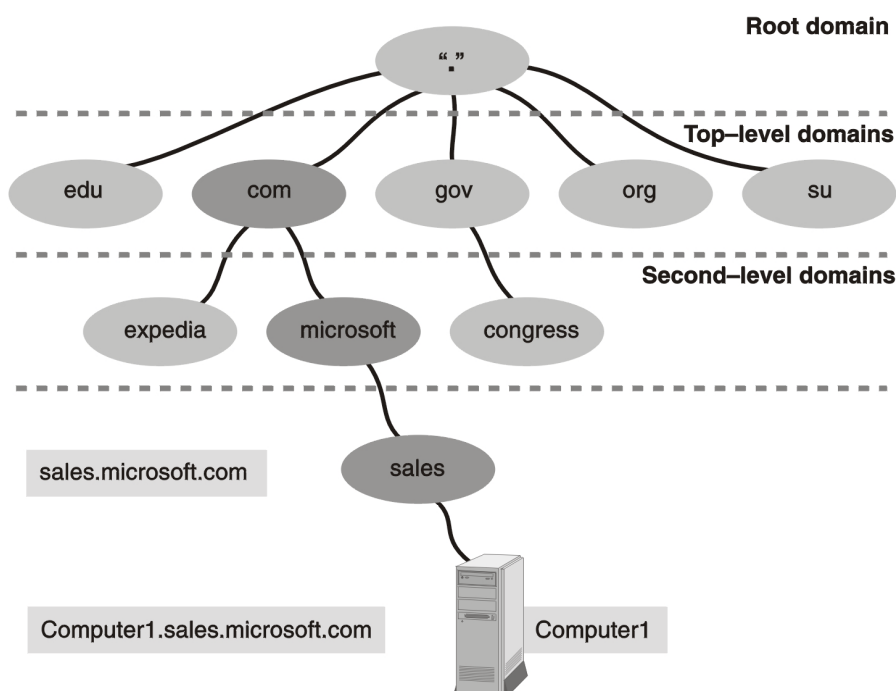 Root domain
“.”
Top–level domains
edu
com
gov
org
su
Second–level domains
expedia
microsoft
congress
sales.microsoft.com
sales
Computer1.sales.microsoft.com
Computer1